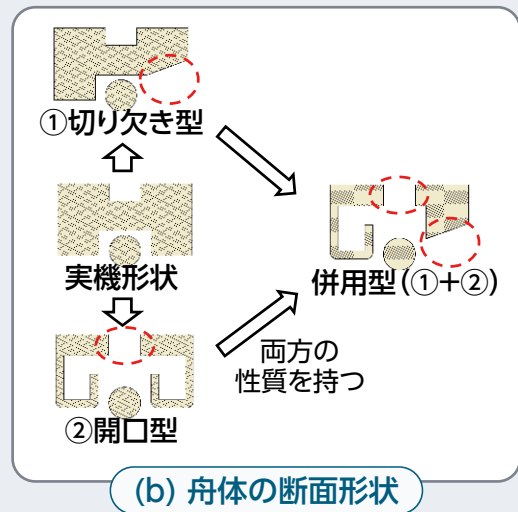 ①切り欠き型
実機形状
②開口型
併用型(①+②)
両方の
性質を持つ
(b) 舟体の断面形状